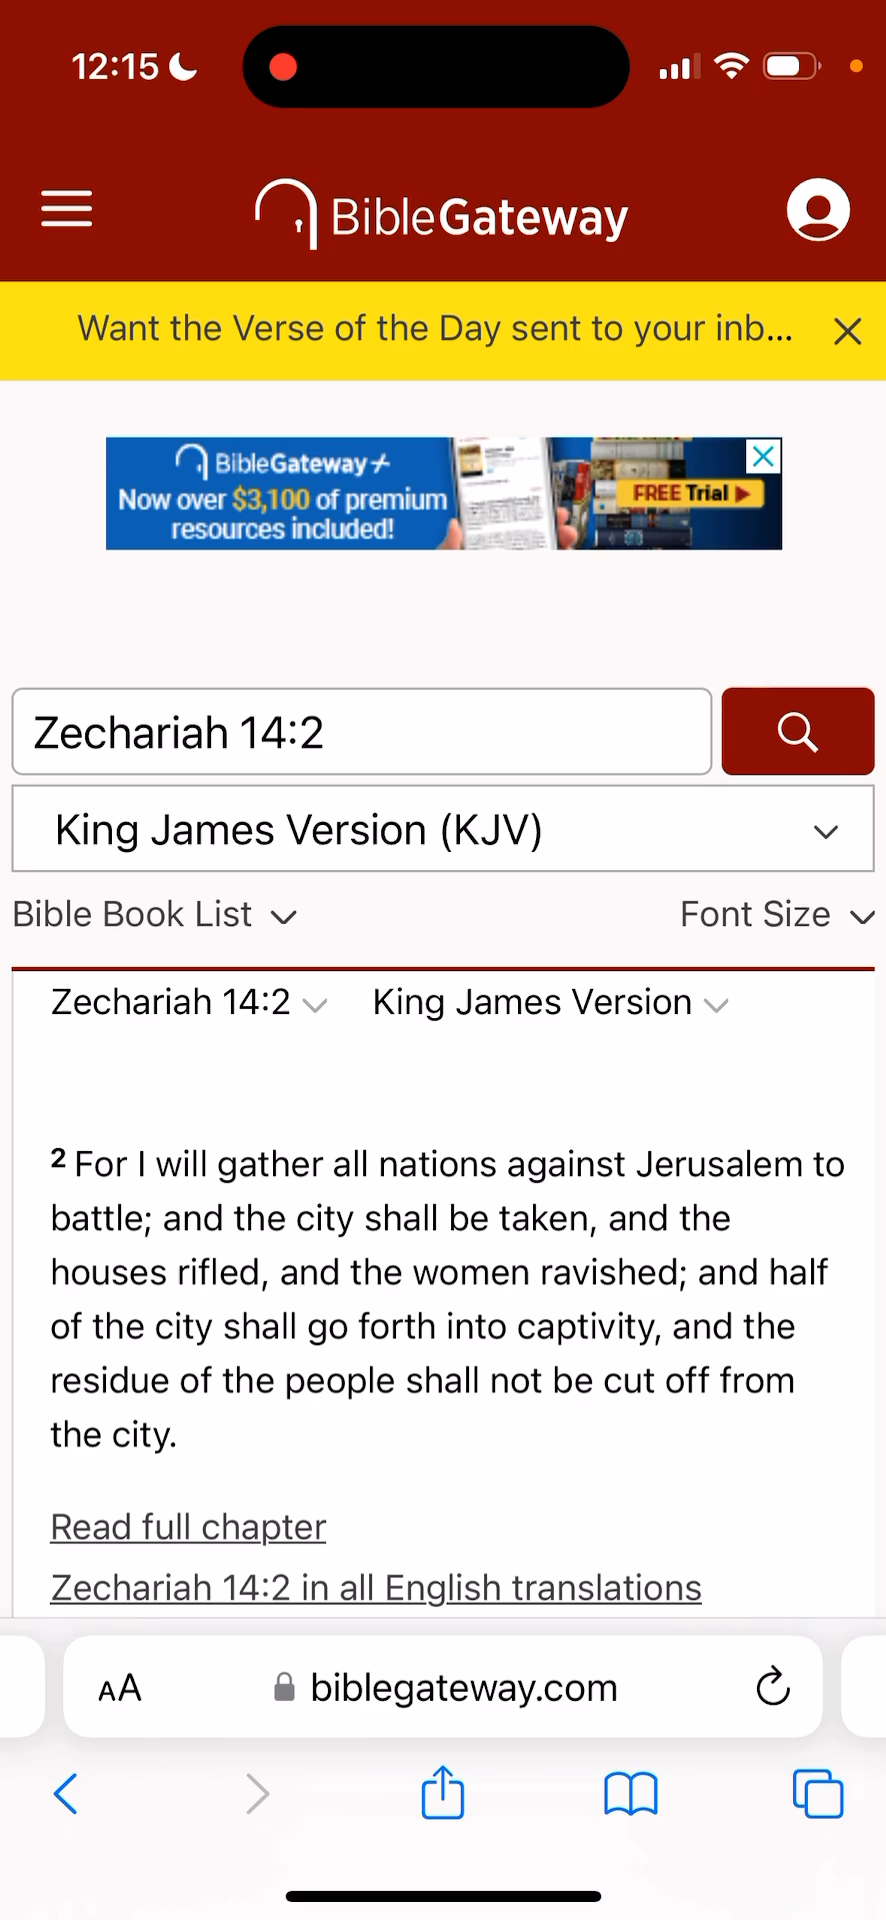 12:15
BibleGateway
Want the Verse of the Day sent to your inb...
BibleGateway+
Now over $3,100 of premium
resources included!
FREE Trial
Zechariah 14:2
King James Version (KJV)
Bible Book List
Font Size
Zechariah 14:2
King James Version
2 For I will gather all nations against Jerusalem to
battle; and the city shall be taken, and the
houses rifled, and the women ravished; and half
of the city shall go forth into captivity, and the
residue of the people shall not be cut off from
the city.
Read full chapter
Zechariah 14:2 in all English translations
AA
biblegateway.com